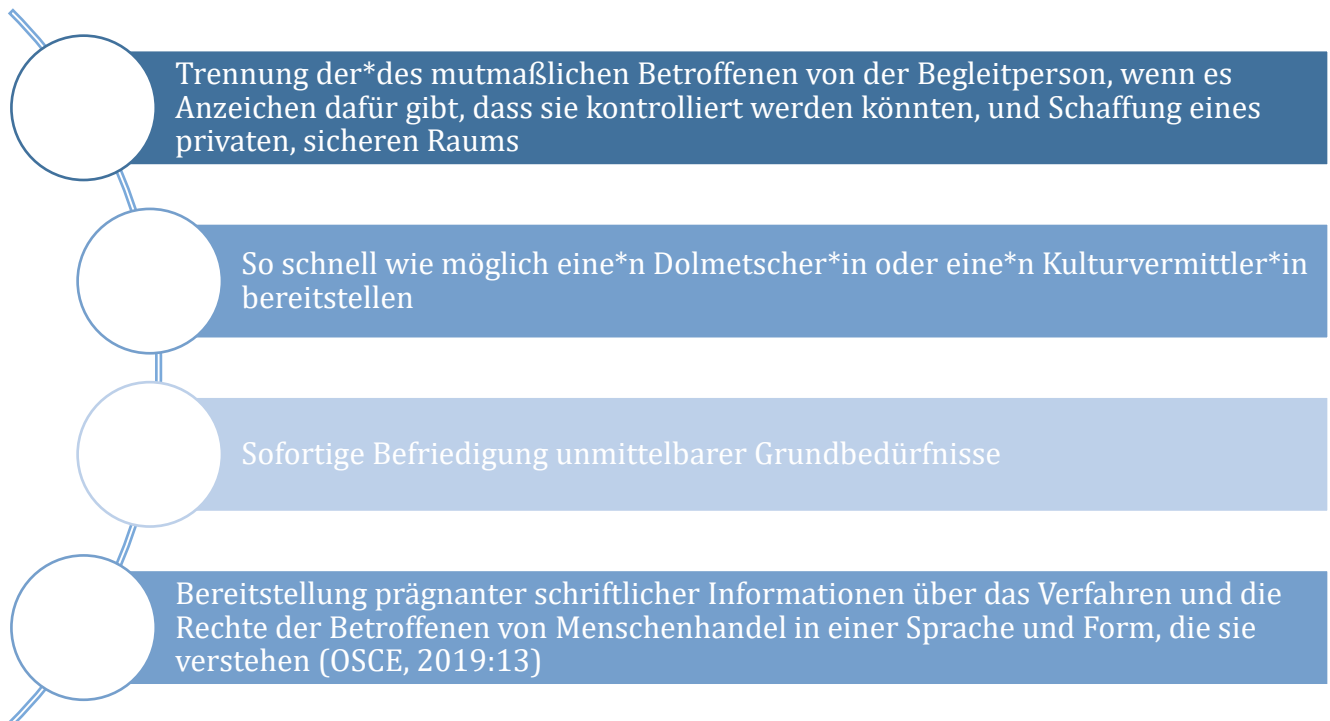 Trennung der*des mutmaßlichen Betroffenen von der Begleitperson, wenn es
Anzeichen dafür gibt, dass sie kontrolliert werden könnten, und Schaffung eines
privaten, sicheren Raums
So schnell wie möglich eine*n Dolmetscher*in oder eine*n Kulturvermittler*in
bereitstellen
Sofortige Befriedigung unmittelbarer Grundbedürfnisse
Bereitstellung prägnanter schriftlicher Informationen über das Verfahren und die
Rechte der Betroffenen von Menschenhandel in einer Sprache und Form, die sie
verstehen (OSCE, 2019:13)